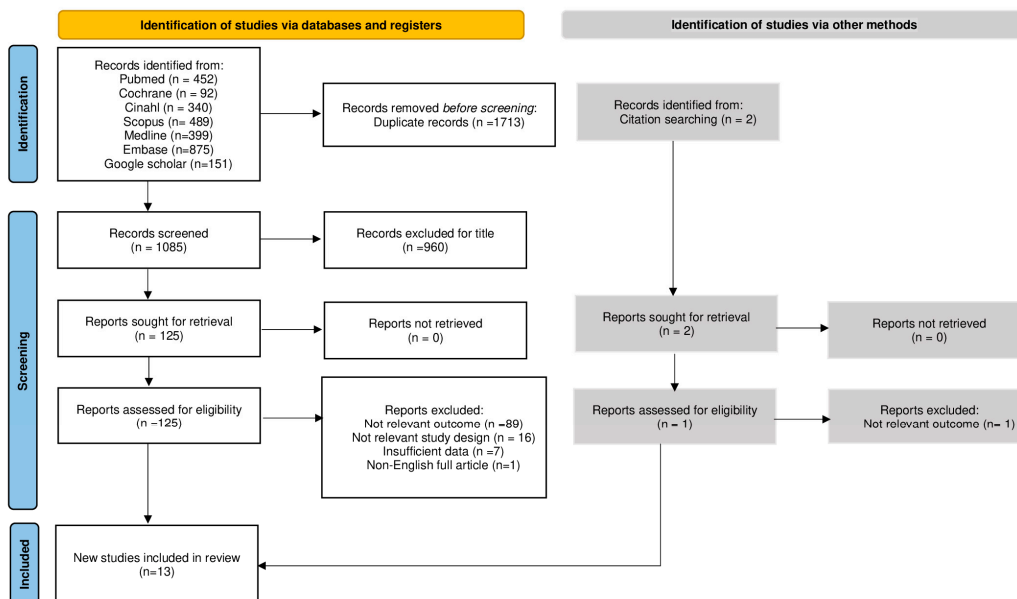 Identification of studies via databases and registers
Identification of studies via other methods
Identification
Records identified from:
Pubmed (n = 452)
Cochrane (n = 92)
Cinahl (n = 340)
Scopus (n= 489)
Medline (n=399)
Embase (n=875)
Google scholar (n=151)
Records removed before screening:
Duplicate records (n =1713)
Records identified from:
Citation searching (n = 2)
Screening
Records screened
(n = 1085)
Records excluded for title
(n =960)
Reports sought for retrieval
(n = 125)
Reports not retrieved
(n = 0)
Reports sought for retrieval
(n = 2)
Reports not retrieved
(n = 0)
Reports assessed for eligibility
(n =125)
Reports excluded:
Not relevant outcome (n =89)
Not relevant study design (n = 16)
Insufficient data (n =7)
Non-English full article (n=1)
Reports assessed for eligibility
(n = 1)
Reports excluded:
Not relevant outcome (n= 1)
Included
New studies included in review
(n=13)